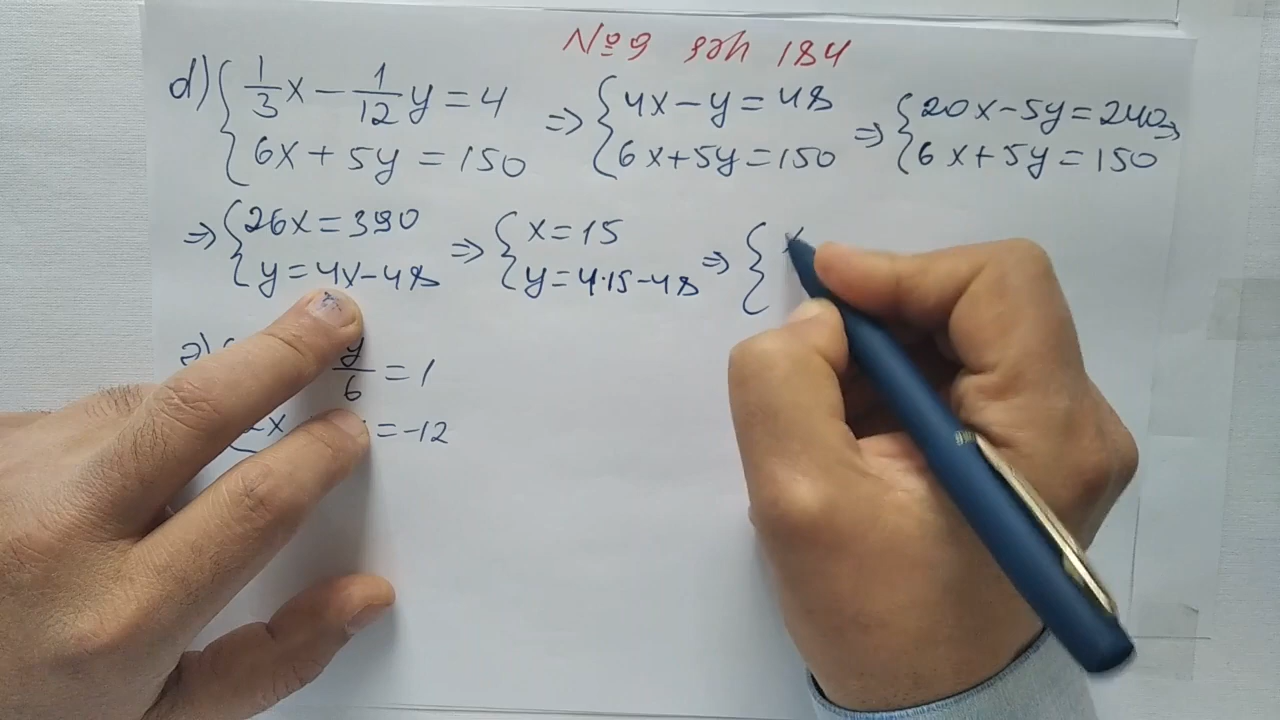 №9 səh 184
d) { 1/3 x − 1/12 y = 4 ⇒ { 4x − y = 48 ⇒ { 20x − 5y = 240 ⇒
6x + 5y = 150 6x + 5y = 150 6x + 5y = 150
⇒ { 26x = 390 ⇒ { x = 15 ⇒ { x
y = 4x − 48 y = 4·15 − 48
y/6 = 1
x = −12